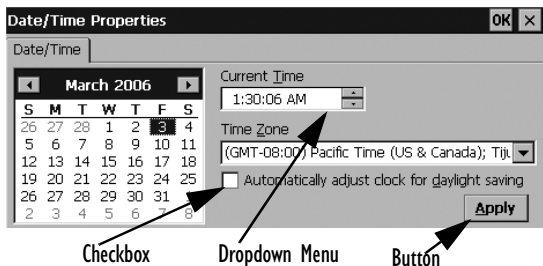 Date/Time Properties OK ×
Date/Time
March 2006
S M T W T F S
26 27 28 1 2 3 4
5 6 7 8 9 10 11
12 13 14 15 16 17 18
19 20 21 22 23 24 25
26 27 28 29 30 31 1
2 3 4 5 6 7 8
Current Time
1:30:06 AM
Time Zone
(GMT-08:00) Pacific Time (US & Canada); Tiju
Automatically adjust clock for daylight saving
Apply
Checkbox
Dropdown Menu
Button